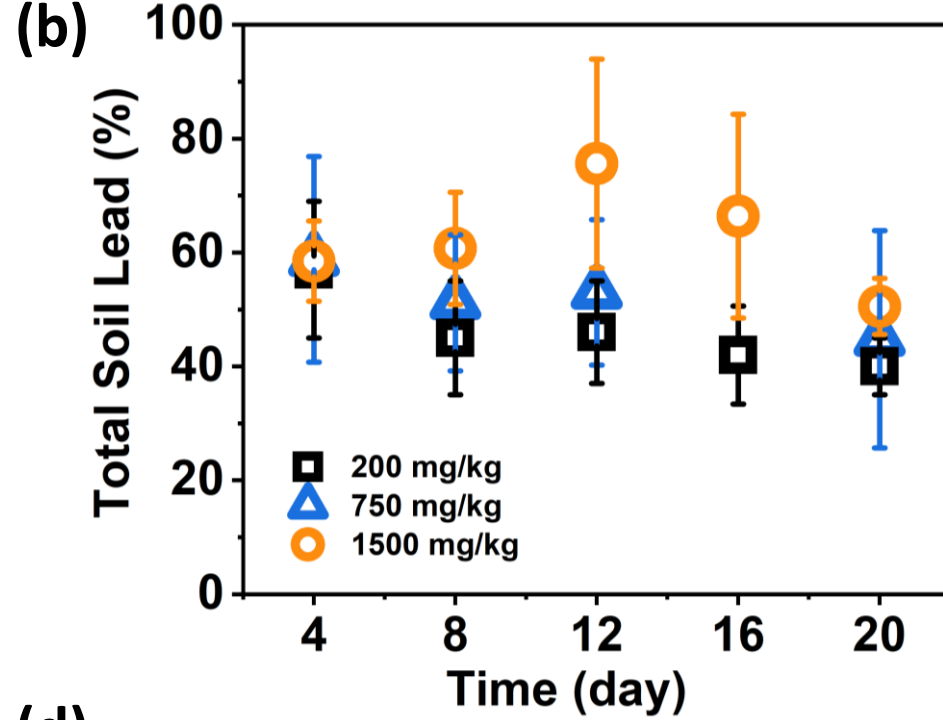 (b)
100
80
60
40
20
0
Total Soil Lead (%)
200 mg/kg
750 mg/kg
1500 mg/kg
4 8 12 16 20
Time (day)
(d)